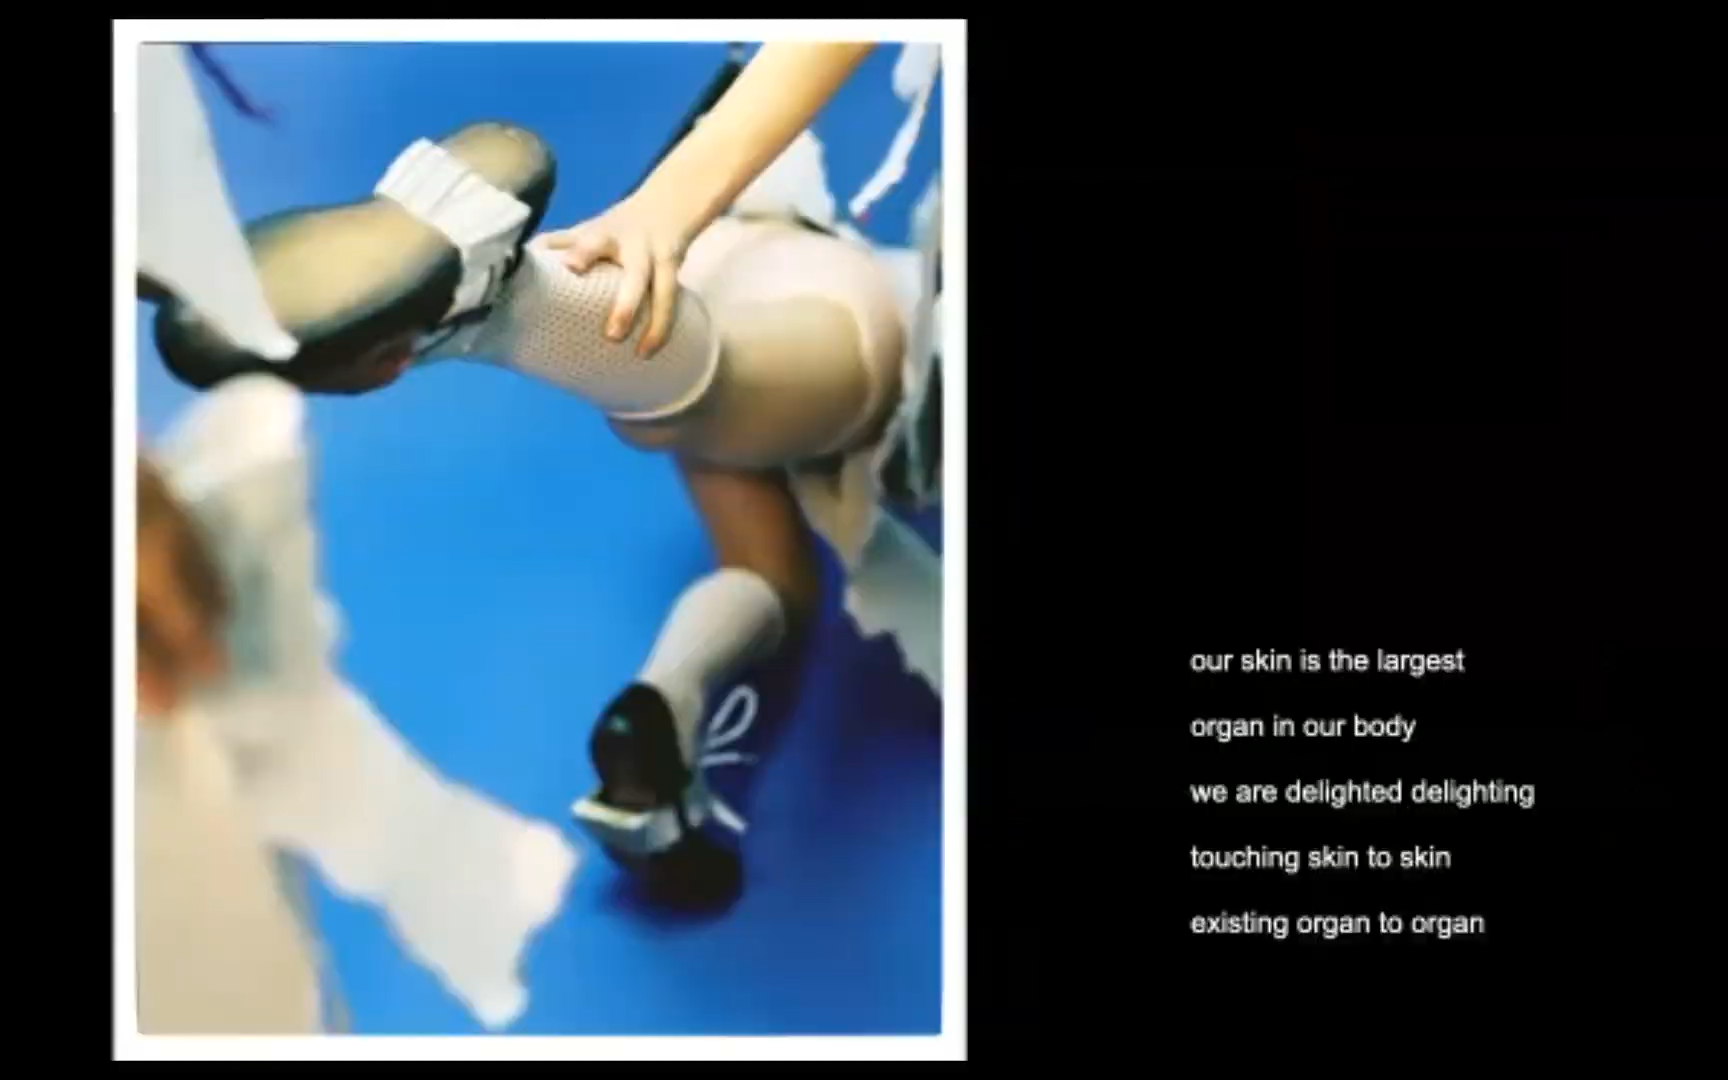 our skin is the largest
organ in our body
we are delighted delighting
touching skin to skin
existing organ to organ